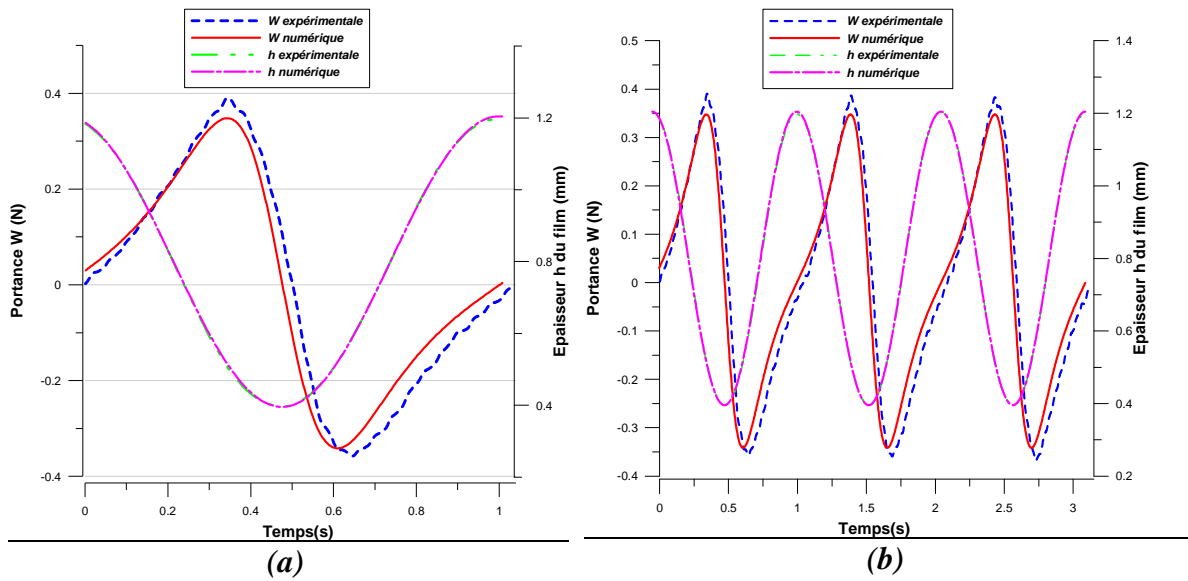 W expérimentale
W numérique
h expérimentale
h numérique
Portance W (N)
0.4
0.2
0
-0.2
-0.4
1.2
0.8
0.4
Epaisseur h du film (mm)
0
0.2
0.4
0.6
0.8
1
Temps(s)
(a)
W expérimentale
W numérique
h expérimentale
h numérique
Portance W (N)
0.5
0.4
0.3
0.2
0.1
0
-0.1
-0.2
-0.3
-0.4
1.4
1.2
1
0.8
0.6
0.4
0.2
Epaisseur h du film (mm)
0
0.5
1
1.5
2
2.5
3
Temps(s)
(b)